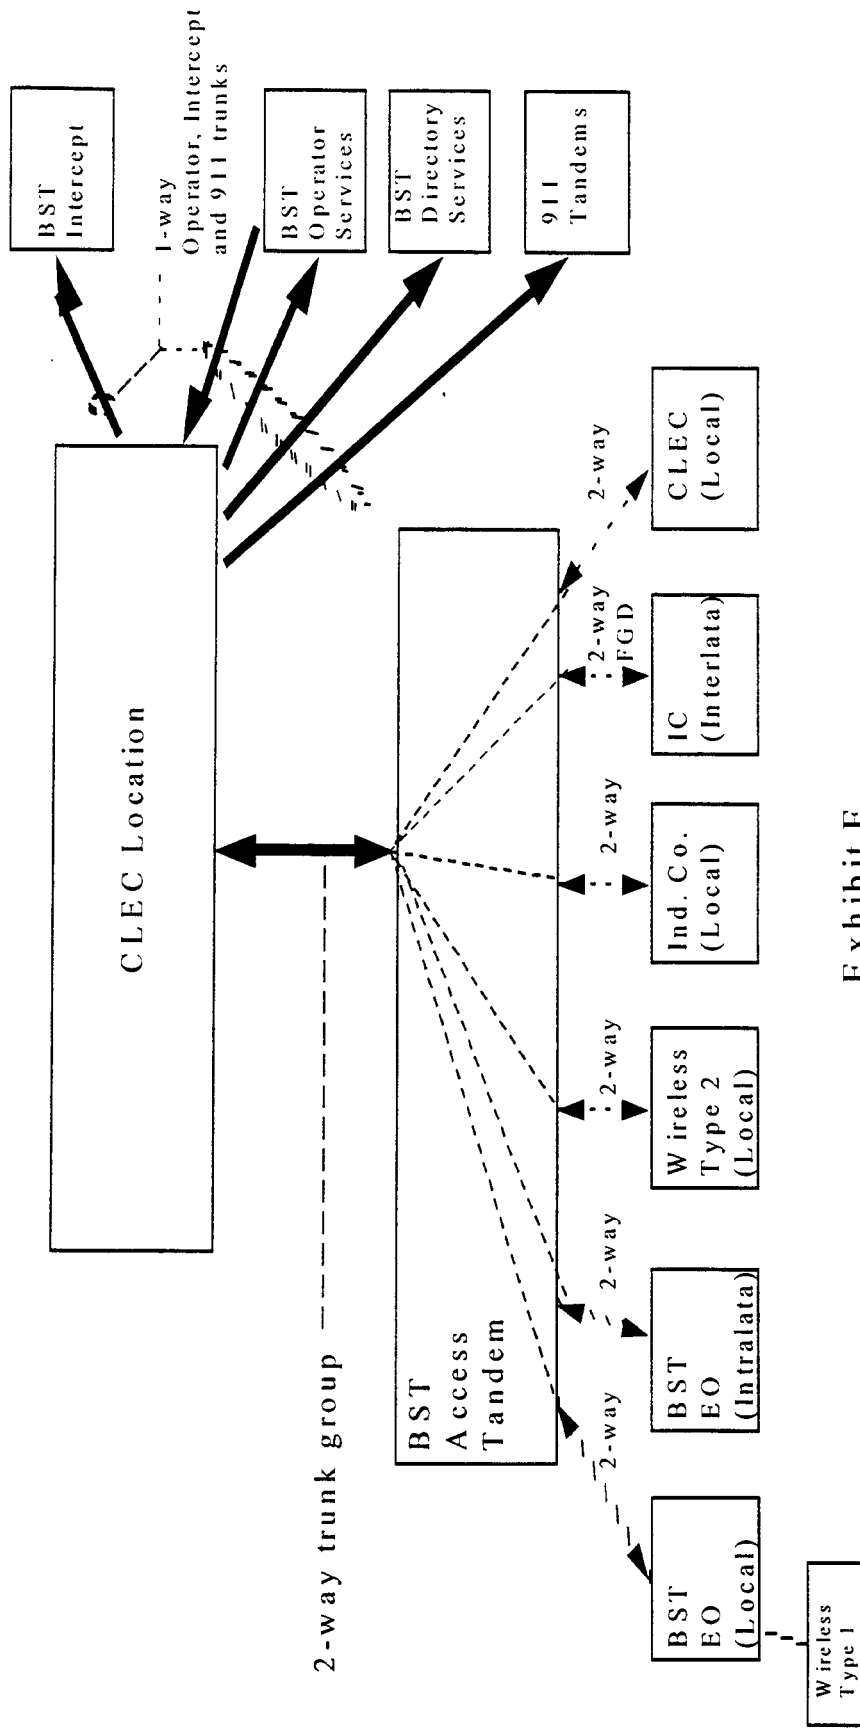 BST
Intercept
1-way
Operator, Intercept
and 911 trunks
BST
Operator
Services
BST
Directory
Services
911
Tandems
CLEC Location
2-way trunk group
BST
Access
Tandem
2-way
2-way
2-way
2-way
2-way
FGD
2-way
BST
EO
(Local)
BST
EO
(Intralata)
Wireless
Type 2
(Local)
Ind. Co.
(Local)
IC
(Interlata)
CLEC
(Local)
Wireless
Type 1
Exhibit